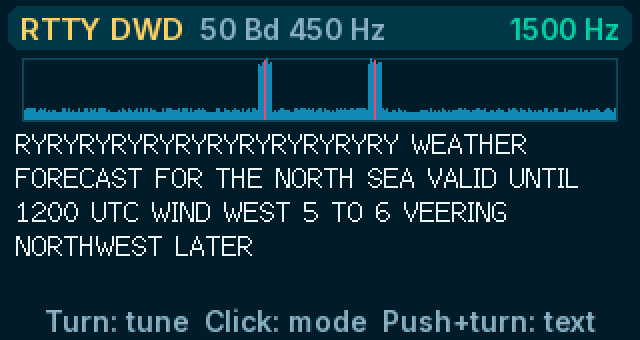 RTTY DWD 50 Bd 450 Hz 1500 Hz
RYRYRYRYRYRYRYRYRYRYRYRY WEATHER
FORECAST FOR THE NORTH SEA VALID UNTIL
1200 UTC WIND WEST 5 TO 6 VEERING
NORTHWEST LATER
Turn: tune Click: mode Push+turn: text